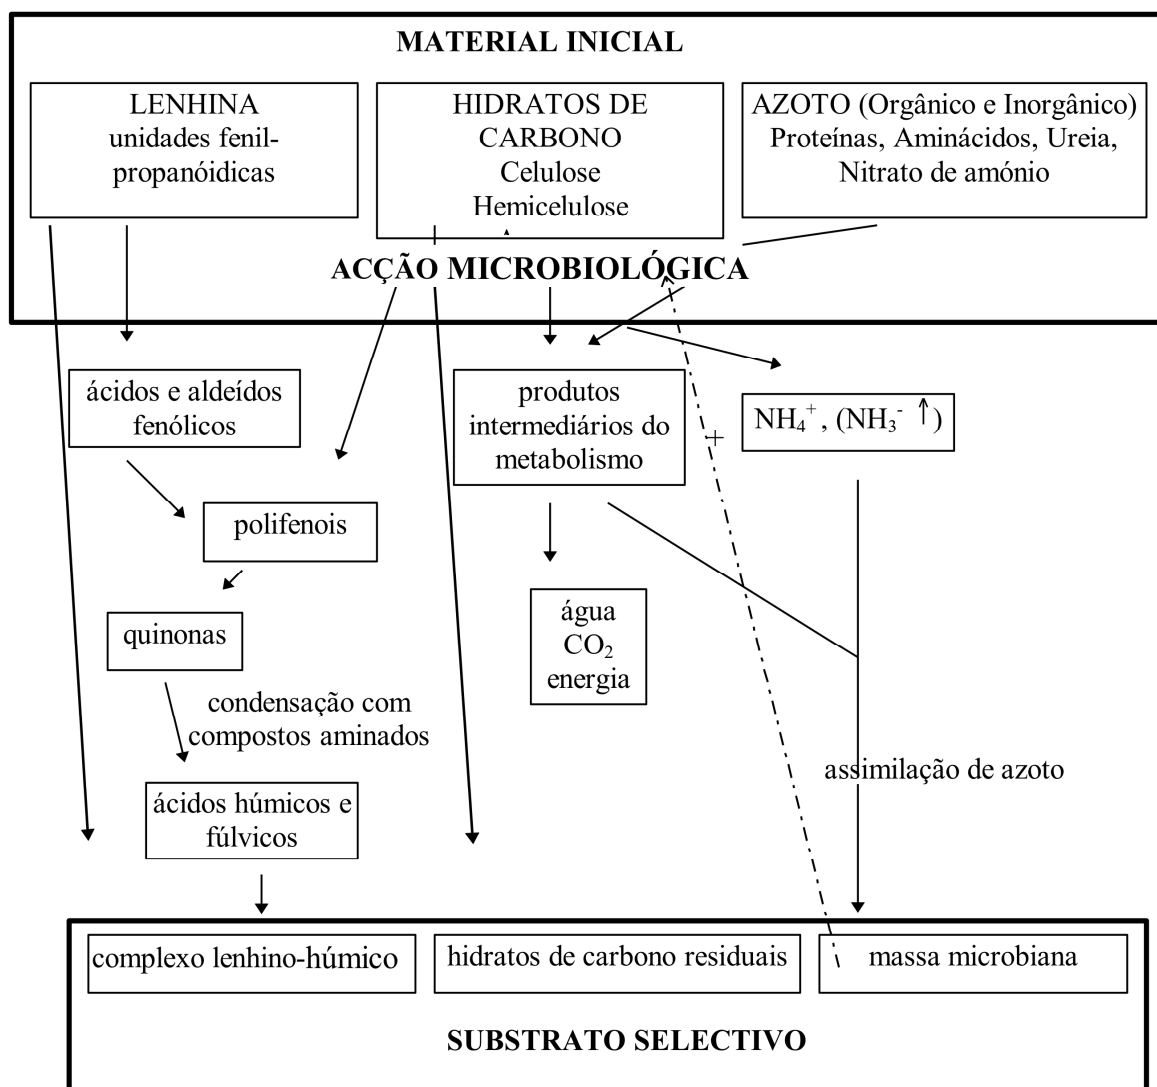 MATERIAL INICIAL
LENHINA
unidades fenil-
propanóidicas
HIDRATOS DE
CARBONO
Celulose
Hemicelulose
AZOTO (Orgânico e Inorgânico)
Proteínas, Aminácidos, Ureia,
Nitrato de amónio
ACÇÃO MICROBIOLÓGICA
ácidos e aldeídos
fenólicos
produtos
intermediários do
metabolismo
+
NH₄⁺, (NH₃⁻ ↑)
polifenois
água
CO₂
energia
quinonas
condensação com
compostos aminados
assimilação de azoto
ácidos húmicos e
fúlvicos
complexo lenhino-húmico
hidratos de carbono residuais
massa microbiana
SUBSTRATO SELECTIVO